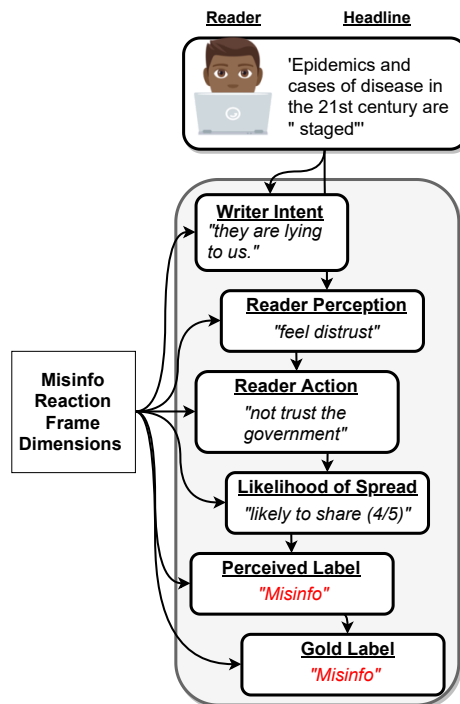 Reader Headline
'Epidemics and
cases of disease in
the 21st century are
" staged"'
Writer Intent
"they are lying
to us."
Reader Perception
"feel distrust"
Misinfo
Reaction
Frame
Dimensions
Reader Action
"not trust the
government"
Likelihood of Spread
"likely to share (4/5)"
Perceived Label
"Misinfo"
Gold Label
"Misinfo"